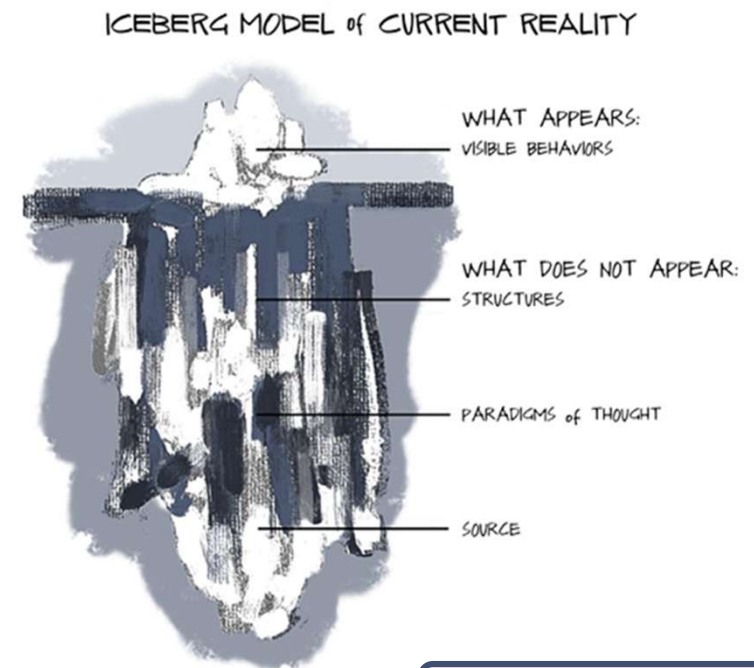 ICEBERG MODEL of CURRENT REALITY
WHAT APPEARS:
VISIBLE BEHAVIORS
WHAT DOES NOT APPEAR:
STRUCTURES
PARADIGMS of THOUGHT
SOURCE